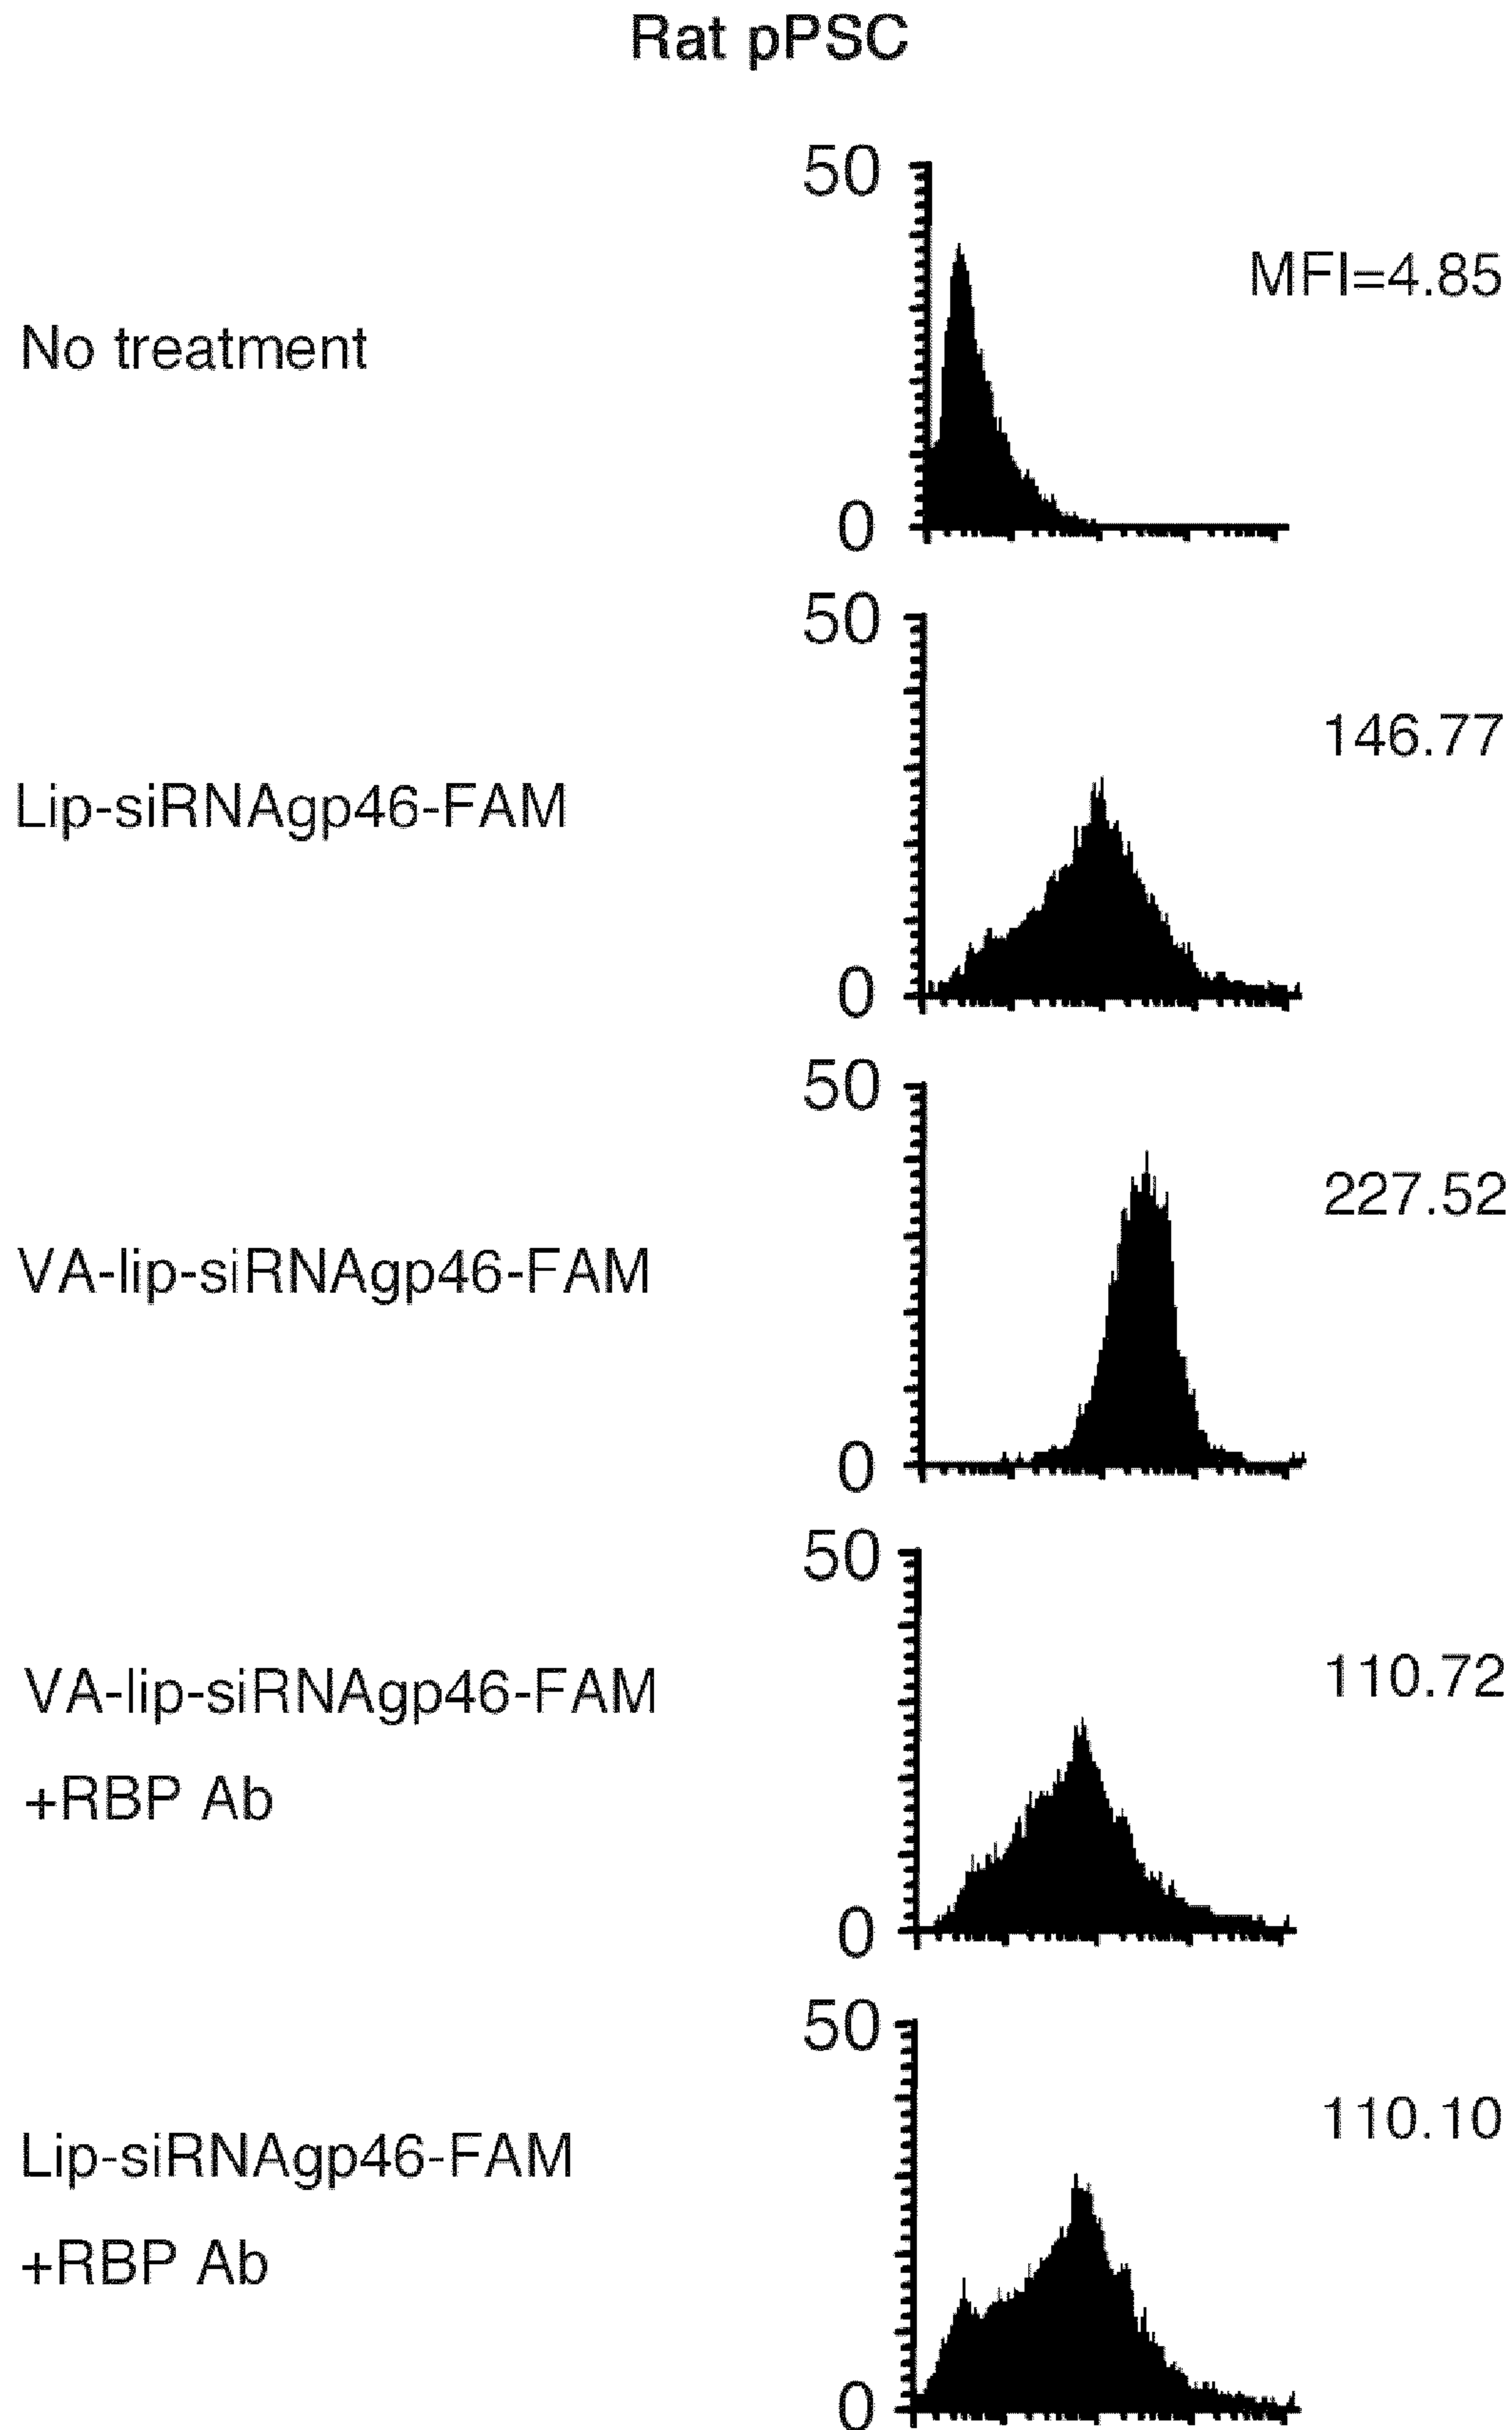 Rat pPSC
50
MFI=4.85
No treatment
0
50
146.77
Lip-siRNAgp46-FAM
0
50
227.52
VA-lip-siRNAgp46-FAM
0
50
110.72
VA-lip-siRNAgp46-FAM
+RBP Ab
0
50
110.10
Lip-siRNAgp46-FAM
+RBP Ab
0